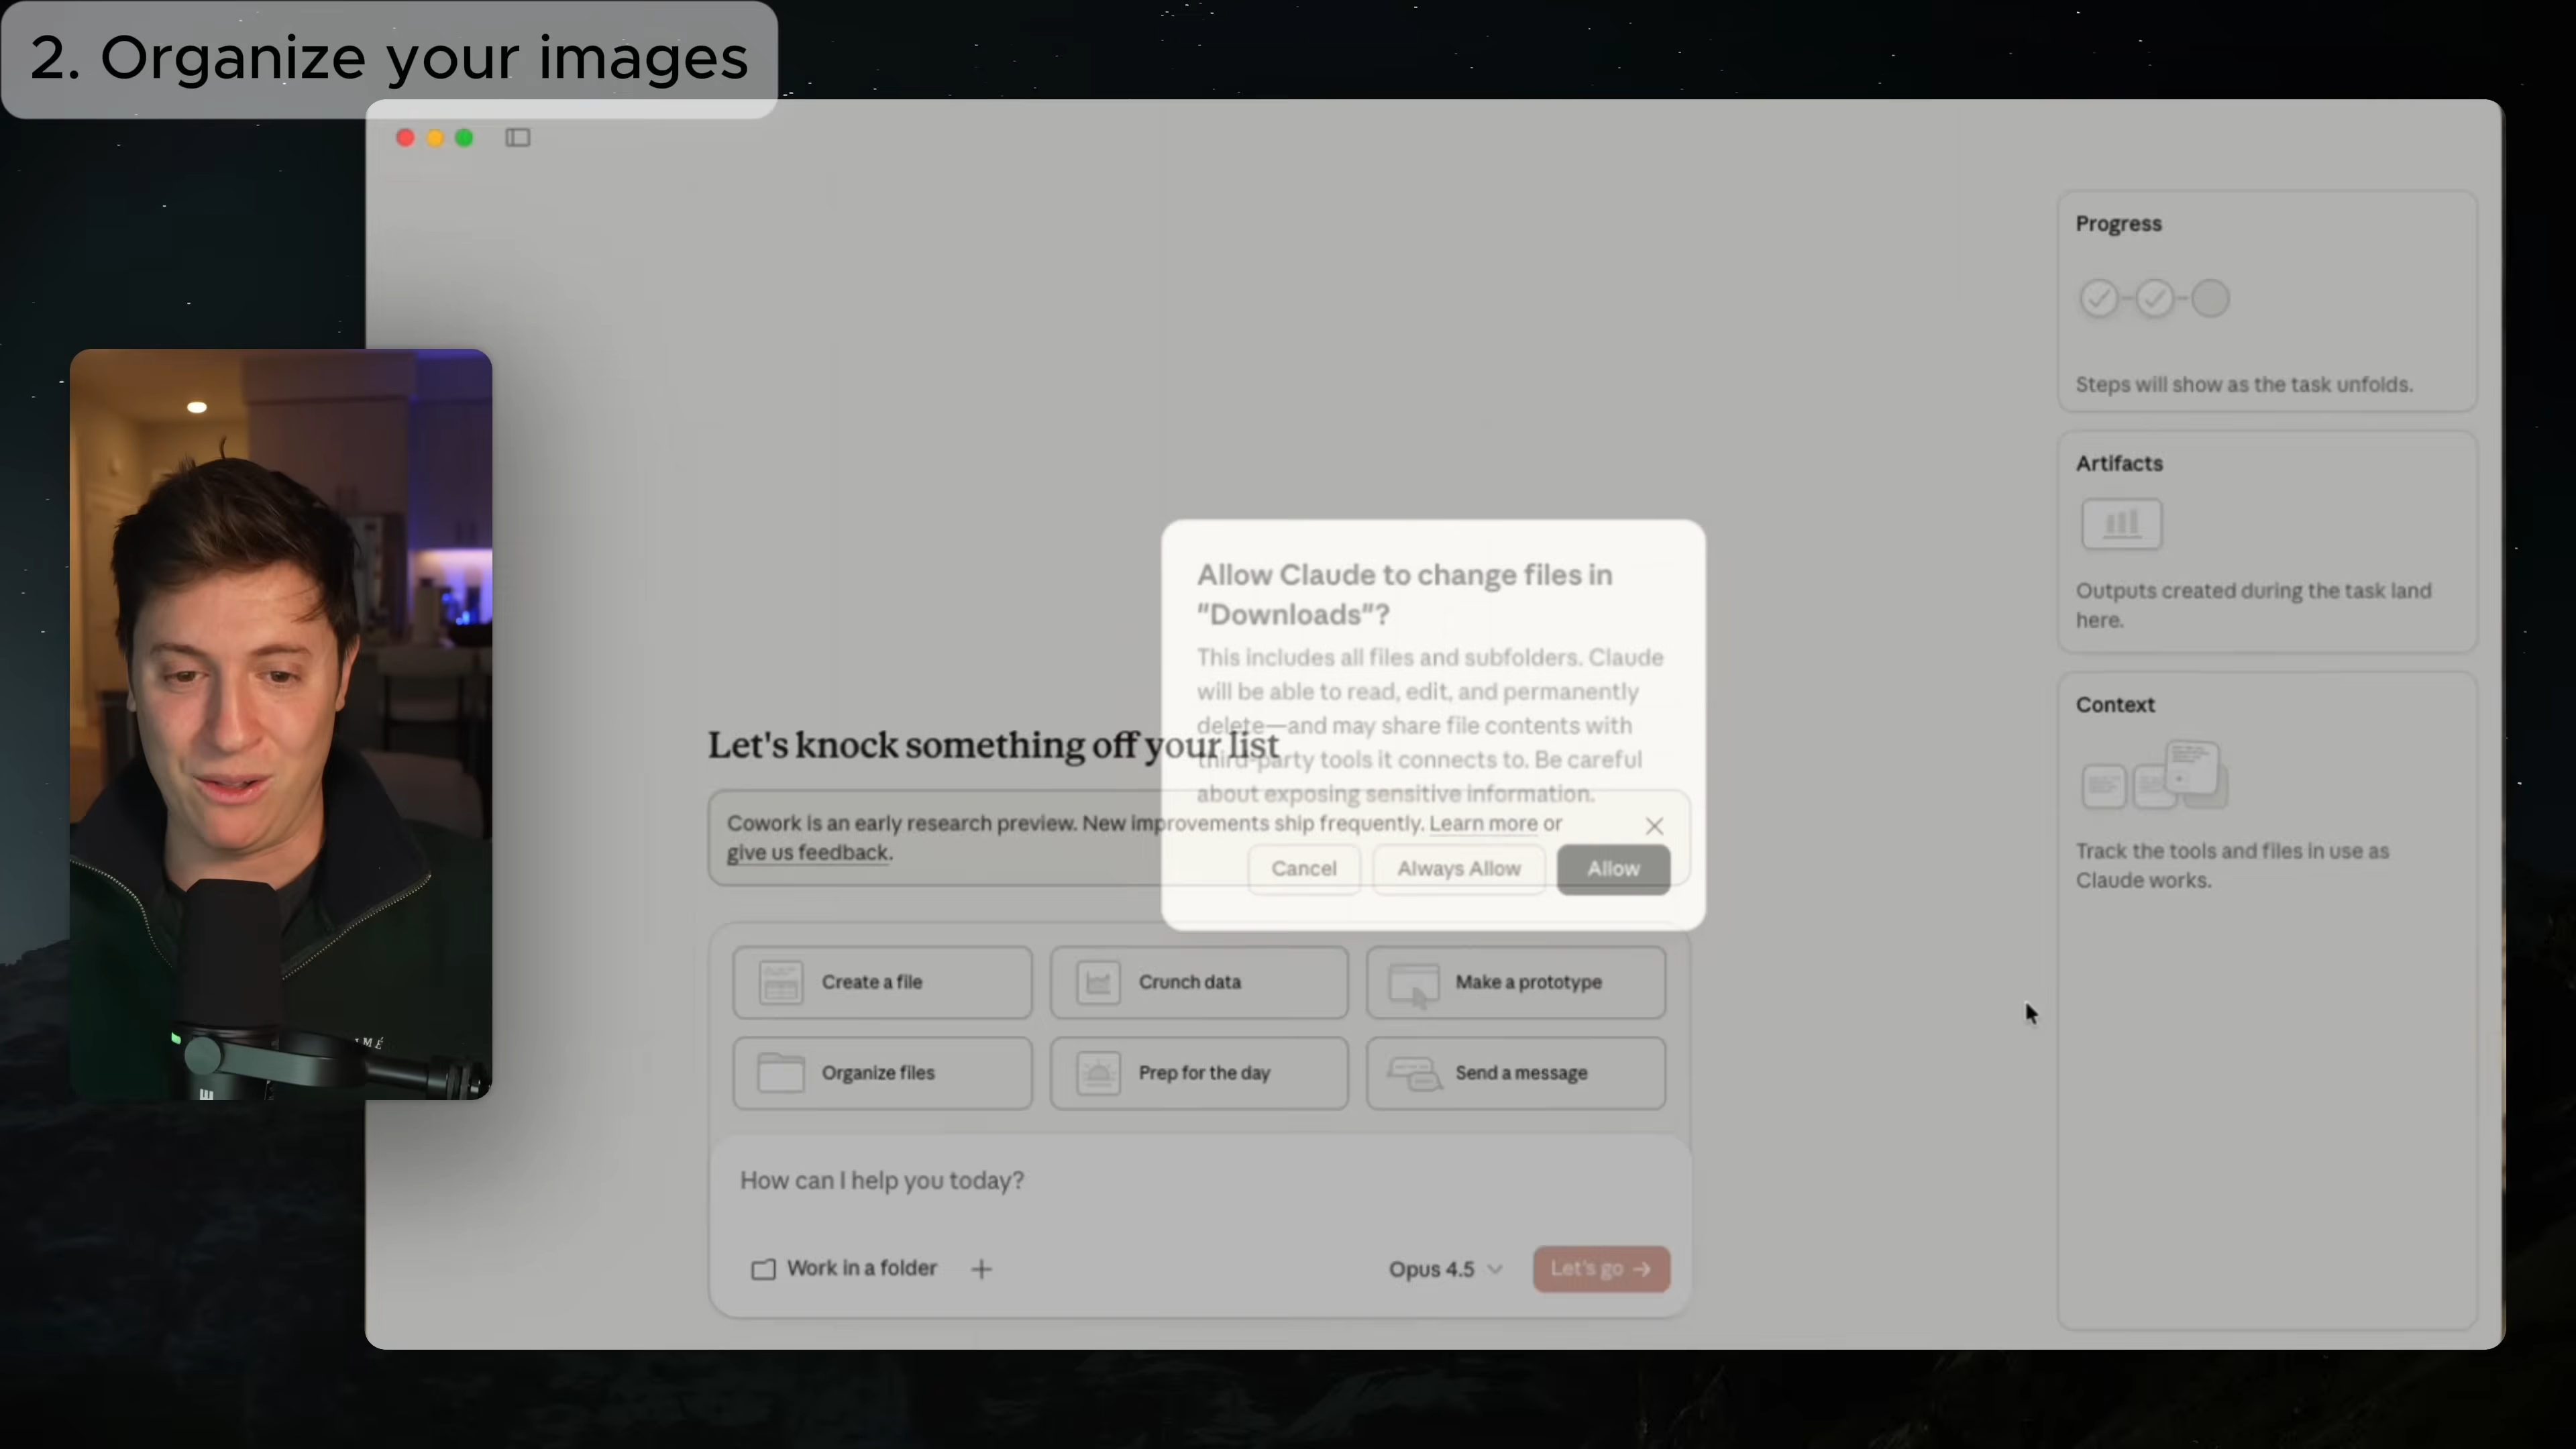 2. Organize your images
Progress
Steps will show as the task unfolds.
Artifacts
Outputs created during the task land
here.
Context
Track the tools and files in use as
Claude works.
Allow Claude to change files in
"Downloads"?
This includes all files and subfolders. Claude
will be able to read, edit, and permanently
delete—and may share file contents with
third-party tools it connects to. Be careful
about exposing sensitive information.
Cancel
Always Allow
Allow
Let's knock something off your list
Cowork is an early research preview. New improvements ship frequently. Learn more or
give us feedback.
Create a file
Crunch data
Make a prototype
Organize files
Prep for the day
Send a message
How can I help you today?
Work in a folder
Opus 4.5
Let's go